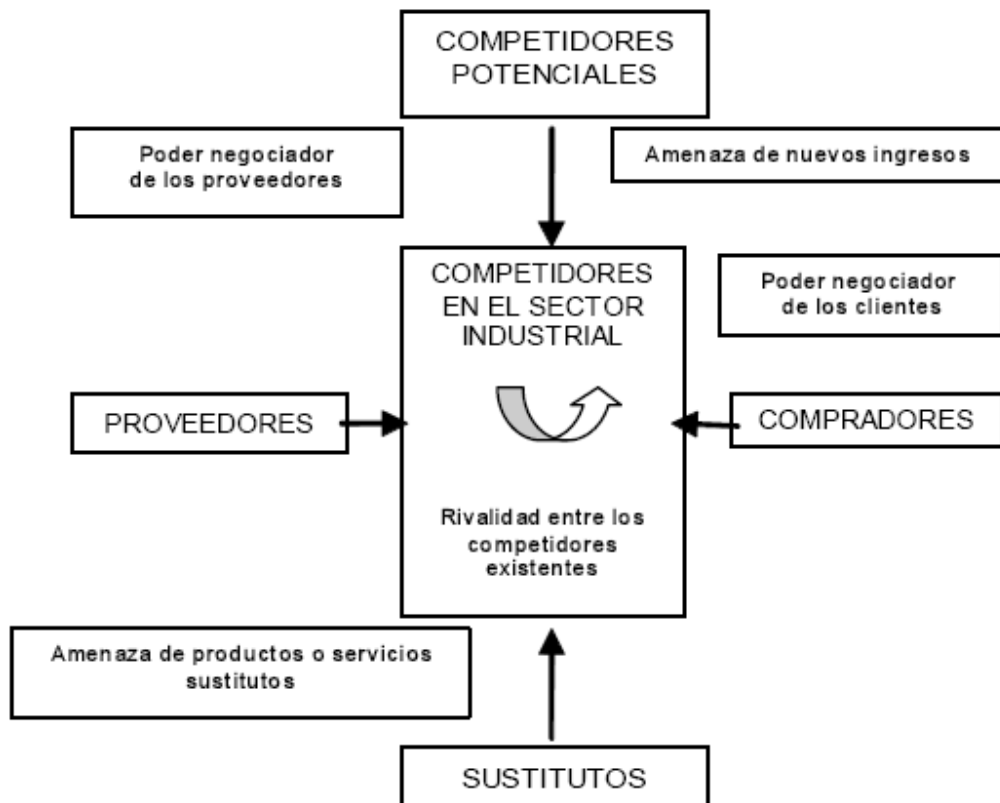 COMPETIDORES
POTENCIALES
Poder negociador
de los proveedores
Amenaza de nuevos ingresos
COMPETIDORES
EN EL SECTOR
INDUSTRIAL
Poder negociador
de los clientes
PROVEEDORES
COMPRADORES
Rivalidad entre los
competidores
existentes
Amenaza de productos o servicios
sustitutos
SUSTITUTOS